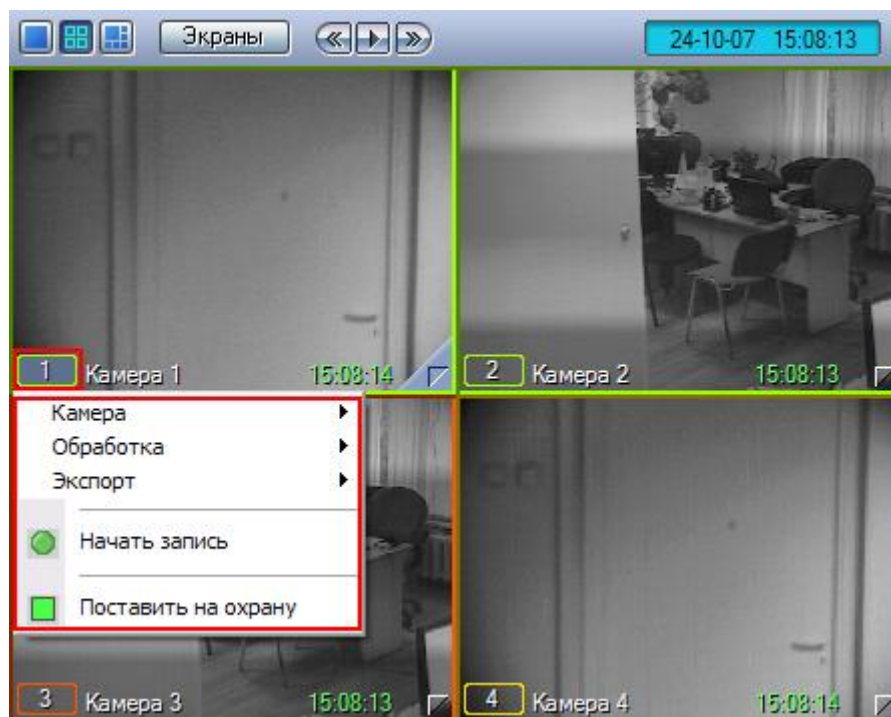 Экраны
24-10-07 15:08:13
1 Камера 1 15:08:14
2 Камера 2 15:08:13
Камера
Обработка
Экспорт
Начать запись
Поставить на охрану
3 Камера 3 15:08:13
4 Камера 4 15:08:14